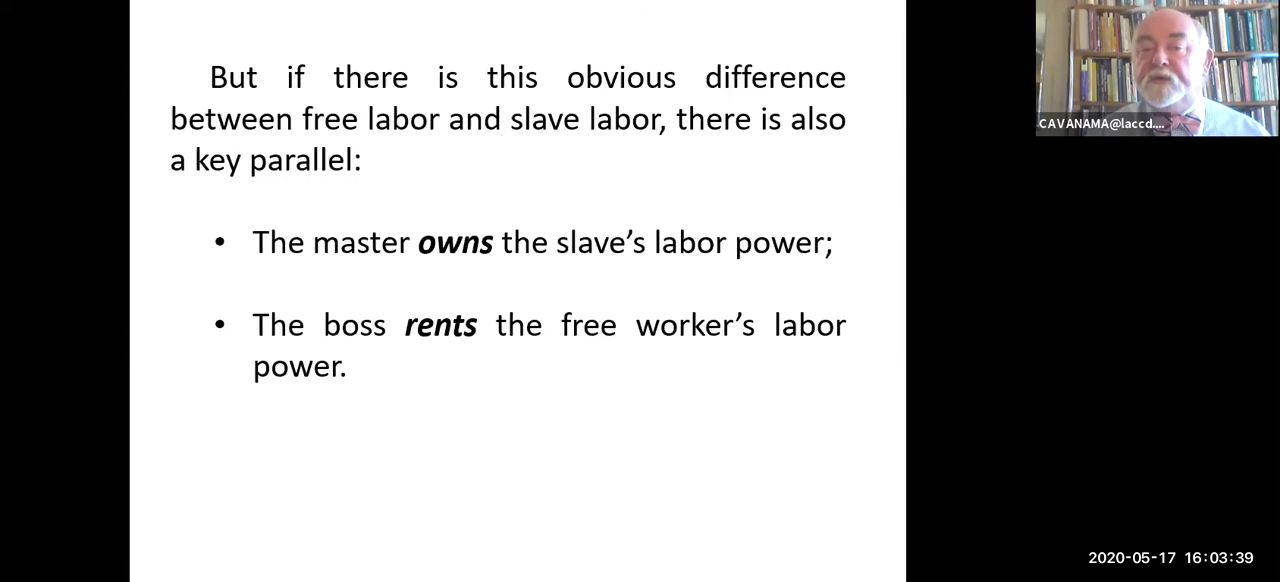 But if there is this obvious difference
between free labor and slave labor, there is also
a key parallel:
• The master owns the slave’s labor power;
• The boss rents the free worker’s labor
power.
CAVANAMA@laccd....
2020-05-17 16:03:39